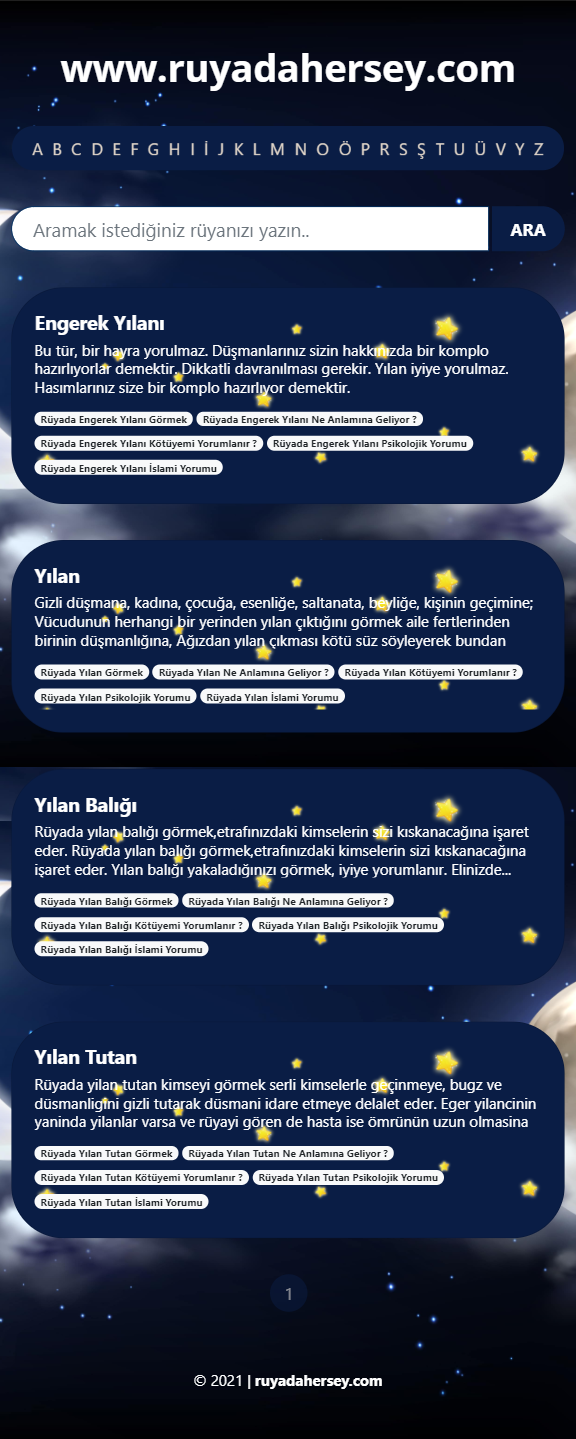 www.ruyadahersey.com
A B C D E F G H I İ J K L M N O Ö P R S Ş T U Ü V Y Z
Aramak istediğiniz rüyanızı yazın.. ARA
Engerek Yılanı
Bu tür, bir hayra yorulmaz. Düşmanlarınız sizin hakkınızda bir komplo
hazırlıyorlar demektir. Dikkatli davranılması gerekir. Yılan iyiye yorulmaz.
Hasımlarınız size bir komplo hazırlıyor demektir.
Rüyada Engerek Yılanı Görmek Rüyada Engerek Yılanı Ne Anlamına Geliyor ?
Rüyada Engerek Yılanı Kötüyemi Yorumlanır ? Rüyada Engerek Yılanı Psikolojik Yorumu
Rüyada Engerek Yılanı İslami Yorumu
Yılan
Gizli düşmana, kadına, çocuğa, esenliğe, saltanata, beyliğe, kişinin geçimine;
Vücudunun herhangi bir yerinden yılan çıktığını görmek aile fertlerinden
birinin düşmanlığına, Ağızdan yılan çıkması kötü süz söyleyerek bundan
Rüyada Yılan Görmek Rüyada Yılan Ne Anlamına Geliyor ? Rüyada Yılan Kötüyemi Yorumlanır ?
Rüyada Yılan Psikolojik Yorumu Rüyada Yılan İslami Yorumu
Yılan Balığı
Rüyada yılan balığı görmek,etrafınızdaki kimselerin sizi kıskanacağına işaret
eder. Rüyada yılan balığı görmek,etrafınızdaki kimselerin sizi kıskanacağına
işaret eder. Yılan balığı yakaladığınızı görmek, iyiye yorumlanır. Elinizde...
Rüyada Yılan Balığı Görmek Rüyada Yılan Balığı Ne Anlamına Geliyor ?
Rüyada Yılan Balığı Kötüyemi Yorumlanır ? Rüyada Yılan Balığı Psikolojik Yorumu
Rüyada Yılan Balığı İslami Yorumu
Yılan Tutan
Rüyada yilan tutan kimseyi görmek serli kimselerle geçinmeye, bugz ve
düsmanligini gizli tutarak düsmani idare etmeye delalet eder. Eger yilancinin
yaninda yilanlar varsa ve rüyayi gören de hasta ise ömrünün uzun olmasina
Rüyada Yılan Tutan Görmek Rüyada Yılan Tutan Ne Anlamına Geliyor ?
Rüyada Yılan Tutan Kötüyemi Yorumlanır ? Rüyada Yılan Tutan Psikolojik Yorumu
Rüyada Yılan Tutan İslami Yorumu
1
© 2021 | ruyadahersey.com